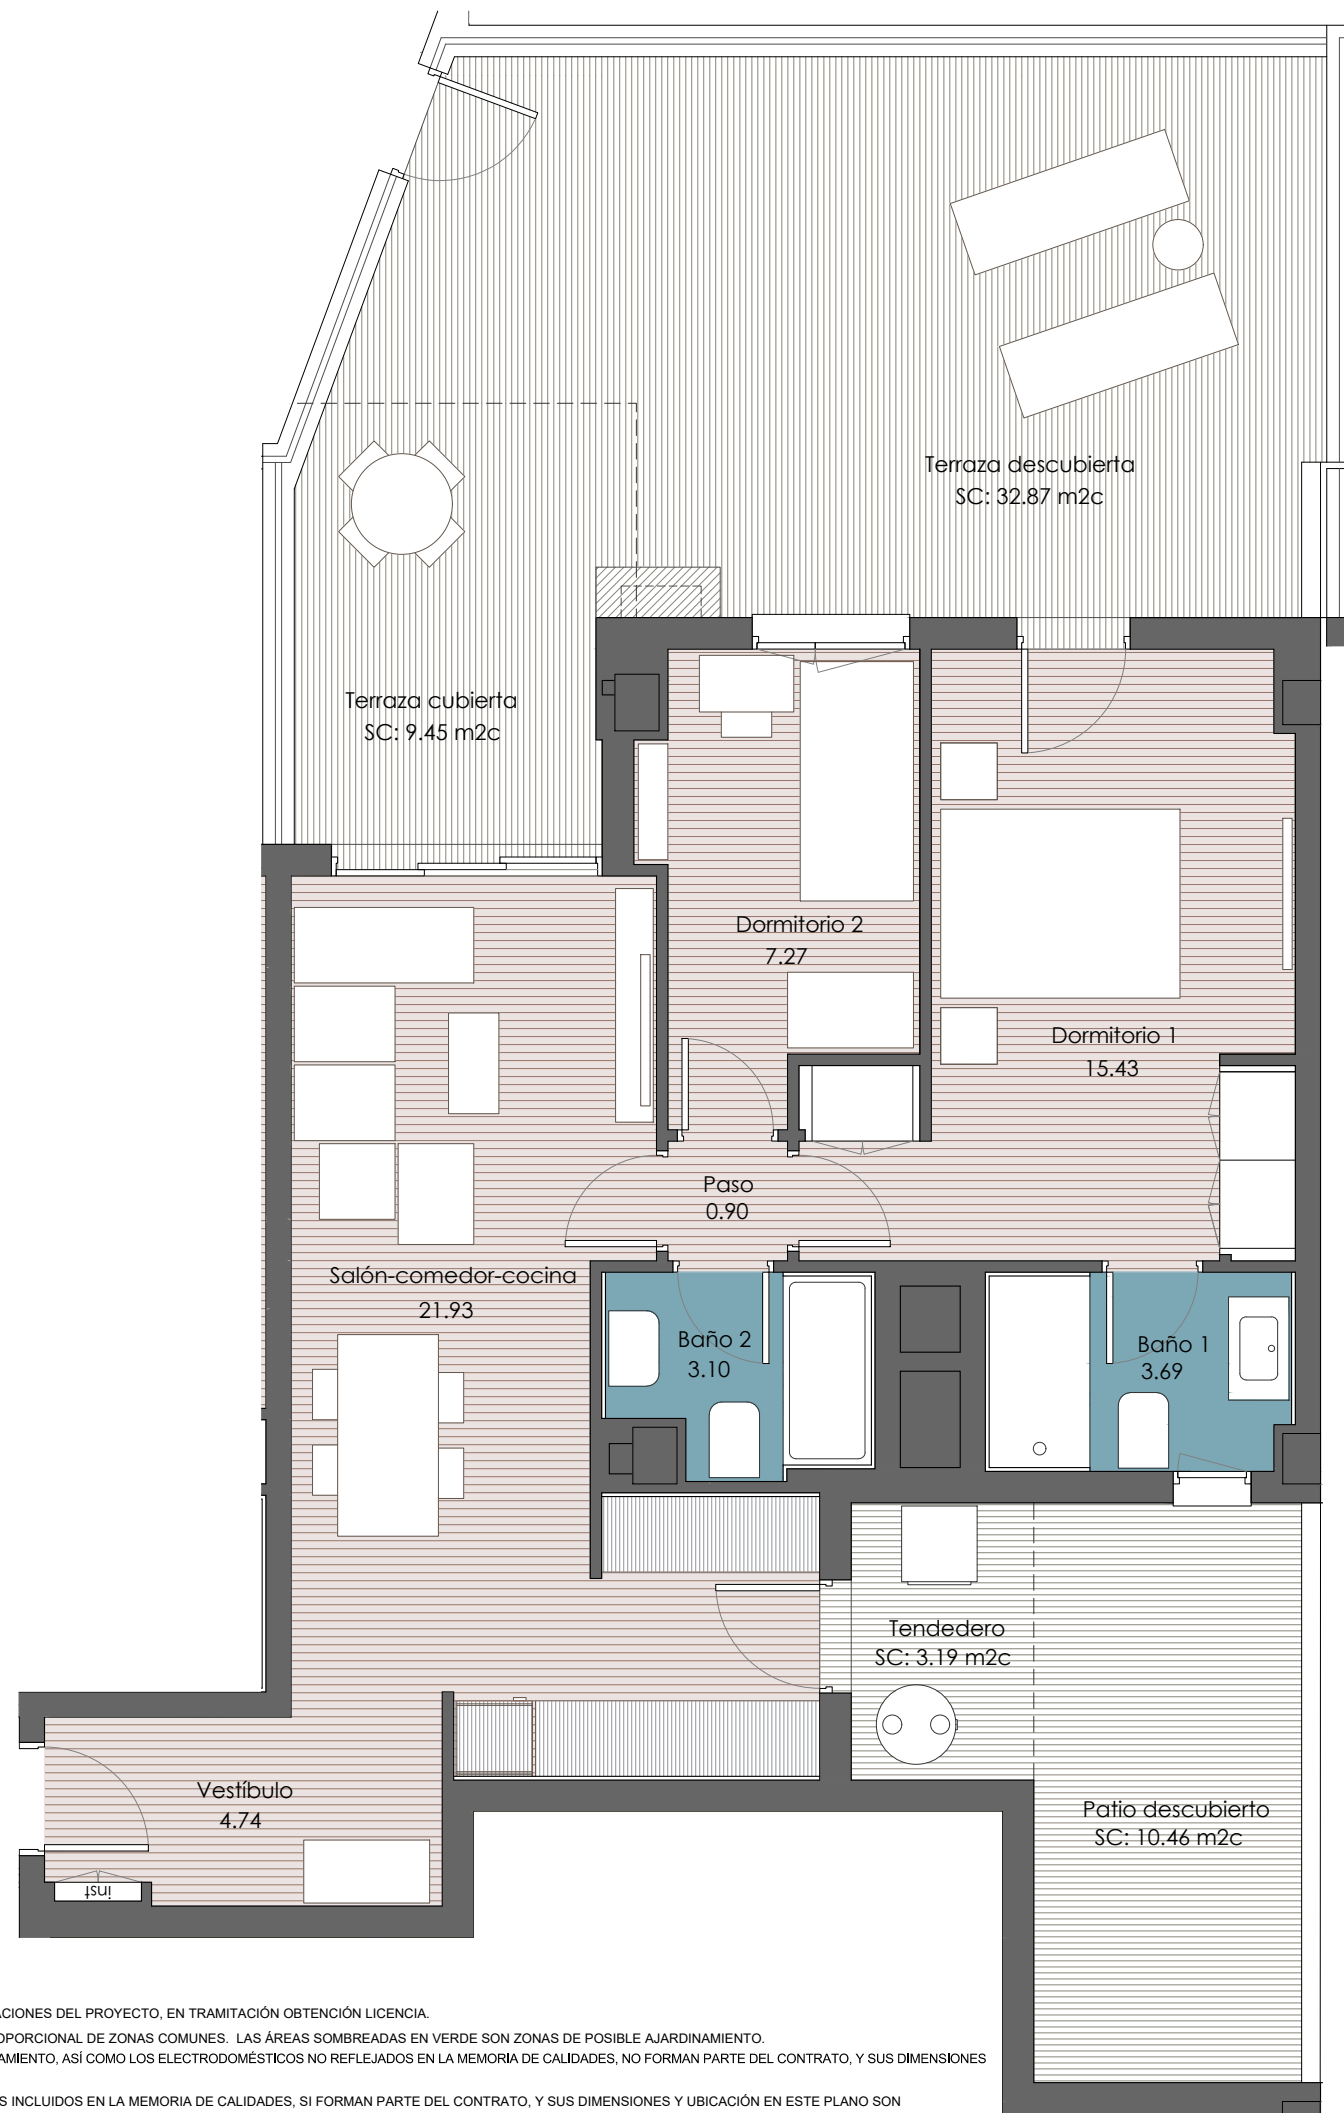 Terraza descubierta
SC: 32.87 m2c
Terraza cubierta
SC: 9.45 m2c
Dormitorio 2
7.27
Dormitorio 1
15.43
Paso
0.90
Salón-comedor-cocina
21.93
Baño 2
3.10
Baño 1
3.69
Tendedero
SC: 3.19 m2c
Vestíbulo
4.74
inst
Patio descubierto
SC: 10.46 m2c
DEL PROYECTO, EN TRAMITACIÓN OBTENCIÓN LICENCIA.
DE ZONAS COMUNES. LAS ÁREAS SOMBREADAS EN VERDE SON ZONAS DE POSIBLE AJARDINAMIENTO.
ASÍ COMO LOS ELECTRODOMÉSTICOS NO REFLEJADOS EN LA MEMORIA DE CALIDADES, NO FORMAN PARTE DEL CONTRATO, Y SUS DIMENSIONES
INCLUIDOS EN LA MEMORIA DE CALIDADES, SI FORMAN PARTE DEL CONTRATO, Y SUS DIMENSIONES Y UBICACIÓN EN ESTE PLANO SON